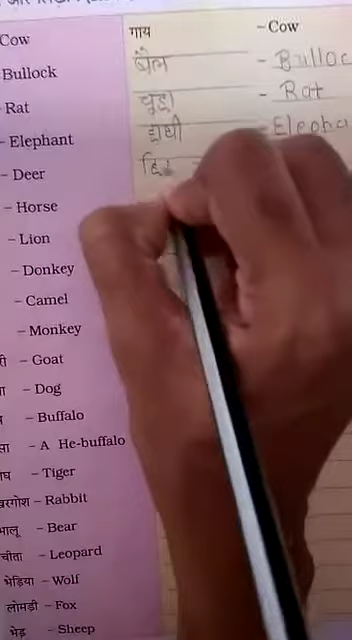 Cow
Bullock
Rat
– Elephant
– Deer
– Horse
– Lion
– Donkey
– Camel
– Monkey
– Goat
– Dog
– Buffalo
– A He-buffalo
– Tiger
– Rabbit
भालू – Bear
चीता – Leopard
भेड़िया – Wolf
लोमड़ी – Fox
भेड़ – Sheep
गाय – Cow
बैल – Bulloc
चूहा – Rat
हाथी – Elepha
हि